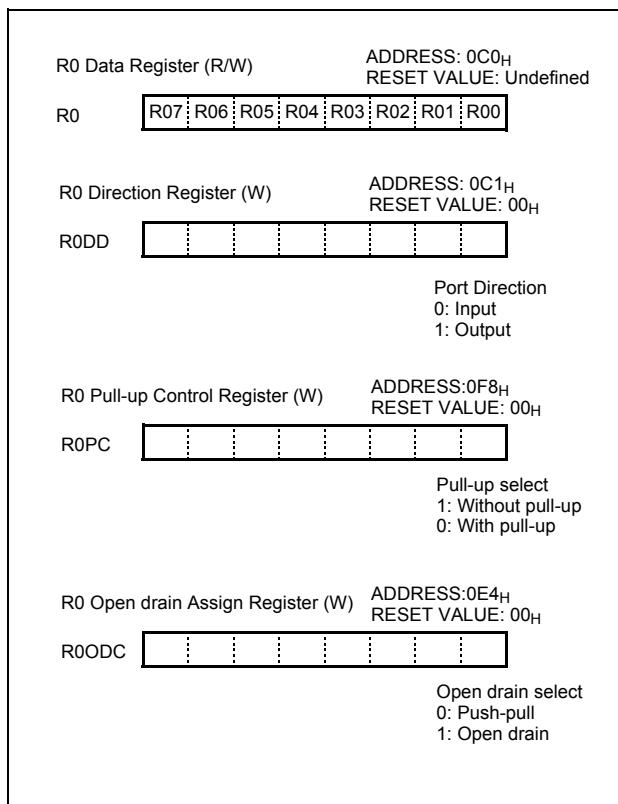 R0 Data Register (R/W) ADDRESS: 0C0H
RESET VALUE: Undefined
R0 R07 R06 R05 R04 R03 R02 R01 R00
R0 Direction Register (W) ADDRESS: 0C1H
RESET VALUE: 00H
R0DD
Port Direction
0: Input
1: Output
R0 Pull-up Control Register (W) ADDRESS:0F8H
RESET VALUE: 00H
R0PC
Pull-up select
1: Without pull-up
0: With pull-up
R0 Open drain Assign Register (W) ADDRESS:0E4H
RESET VALUE: 00H
R0ODC
Open drain select
0: Push-pull
1: Open drain